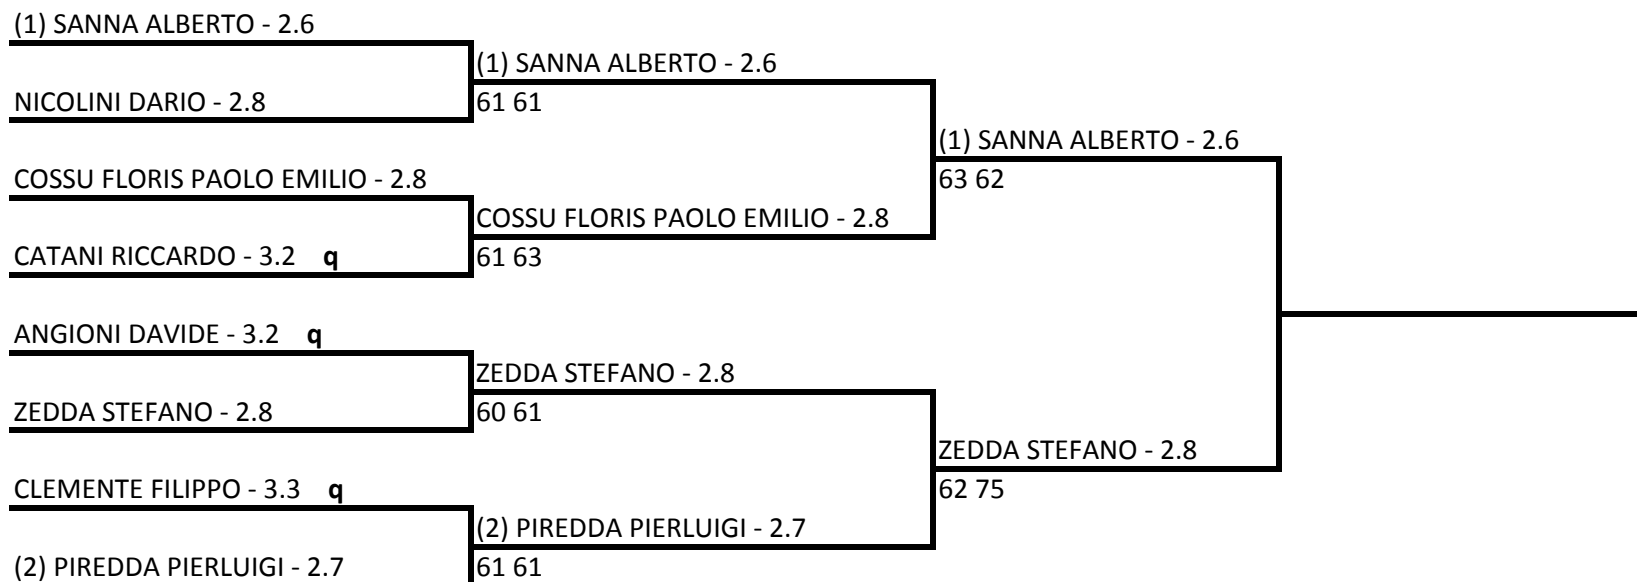 (1) SANNA ALBERTO - 2.6
(1) SANNA ALBERTO - 2.6
NICOLINI DARIO - 2.8
61 61
(1) SANNA ALBERTO - 2.6
COSSU FLORIS PAOLO EMILIO - 2.8
63 62
COSSU FLORIS PAOLO EMILIO - 2.8
CATANI RICCARDO - 3.2 q
61 63
ANGIONI DAVIDE - 3.2 q
ZEDDA STEFANO - 2.8
ZEDDA STEFANO - 2.8
60 61
ZEDDA STEFANO - 2.8
CLEMENTE FILIPPO - 3.3 q
62 75
(2) PIREDDA PIERLUIGI - 2.7
(2) PIREDDA PIERLUIGI - 2.7
61 61